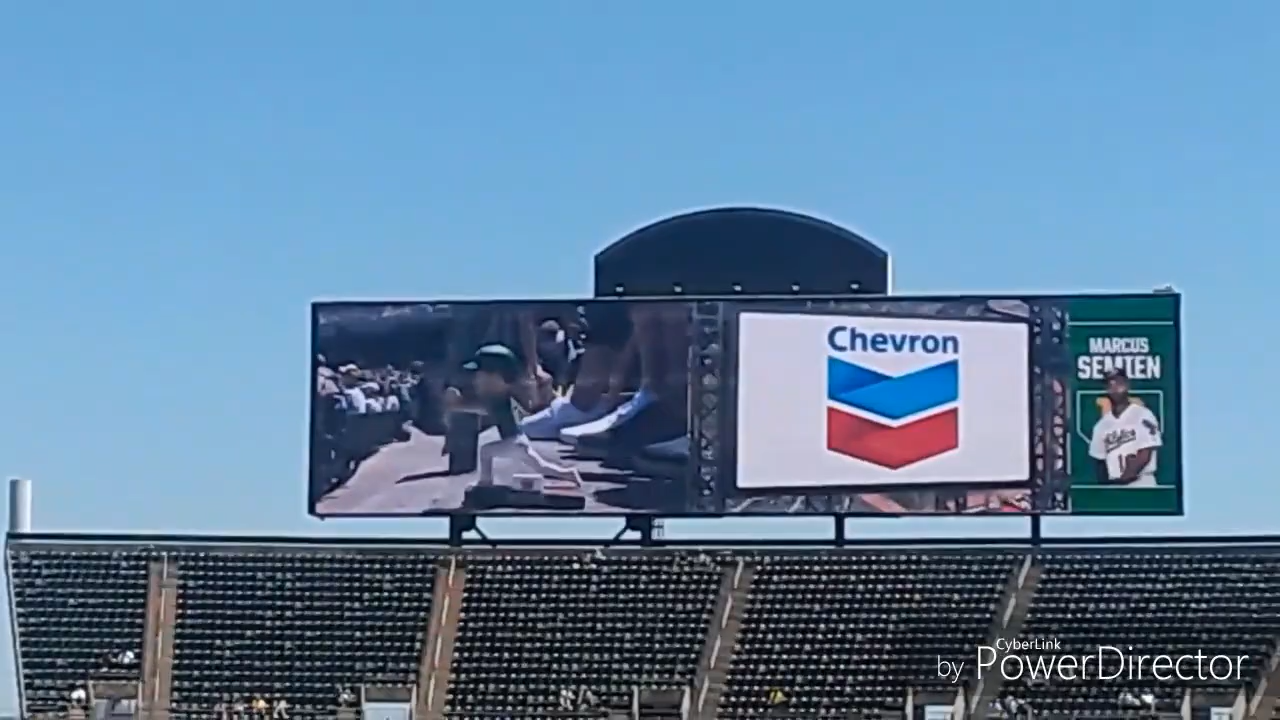 Chevron
MARCUS
SEMIEN
CyberLink
by PowerDirector